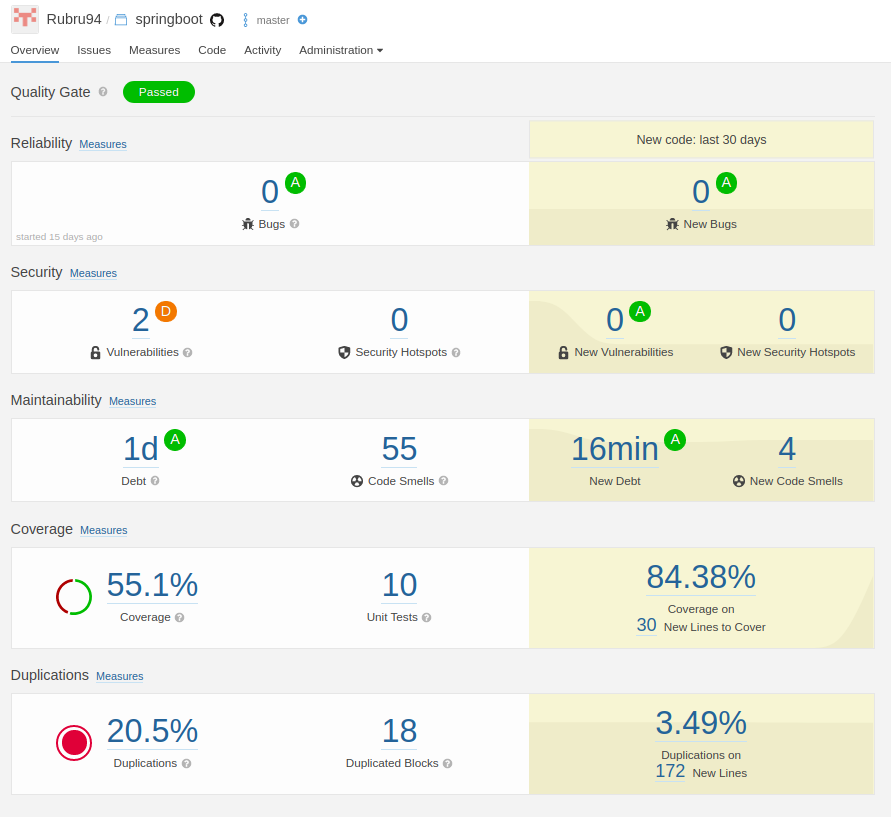 Rubru94 / springboot master
Overview Issues Measures Code Activity Administration
Quality Gate ? Passed
Reliability Measures
New code: last 30 days
0 A
Bugs ?
started 15 days ago
0 A
New Bugs
Security Measures
2 D
Vulnerabilities ?
0
Security Hotspots ?
0 A
New Vulnerabilities
0
New Security Hotspots
Maintainability Measures
1d A
Debt ?
55
Code Smells ?
16min A
New Debt
4
New Code Smells
Coverage Measures
55.1%
Coverage ?
10
Unit Tests ?
84.38%
Coverage on
30 New Lines to Cover
Duplications Measures
20.5%
Duplications ?
18
Duplicated Blocks ?
3.49%
Duplications on
172 New Lines